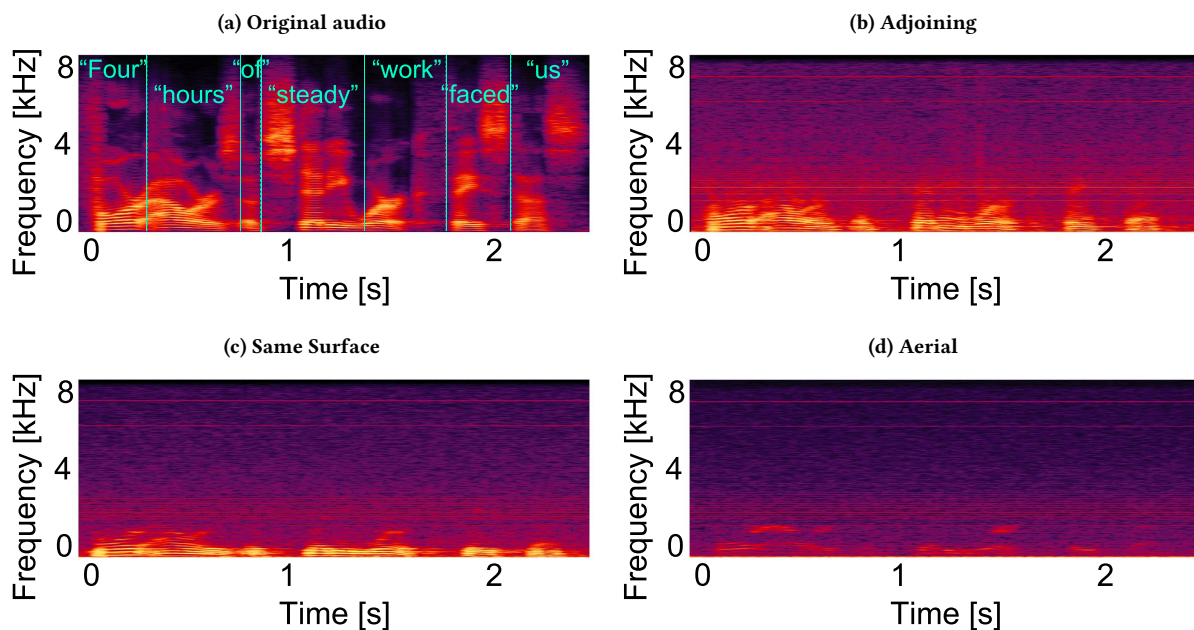 (a) Original audio
8
"Four"
"of"
"work"
"us"
"hours"
"steady"
"faced"
4
0
Frequency [kHz]
0
1
2
Time [s]
(b) Adjoining
8
4
0
Frequency [kHz]
0
1
2
Time [s]
(c) Same Surface
8
4
0
Frequency [kHz]
0
1
2
Time [s]
(d) Aerial
8
4
0
Frequency [kHz]
0
1
2
Time [s]